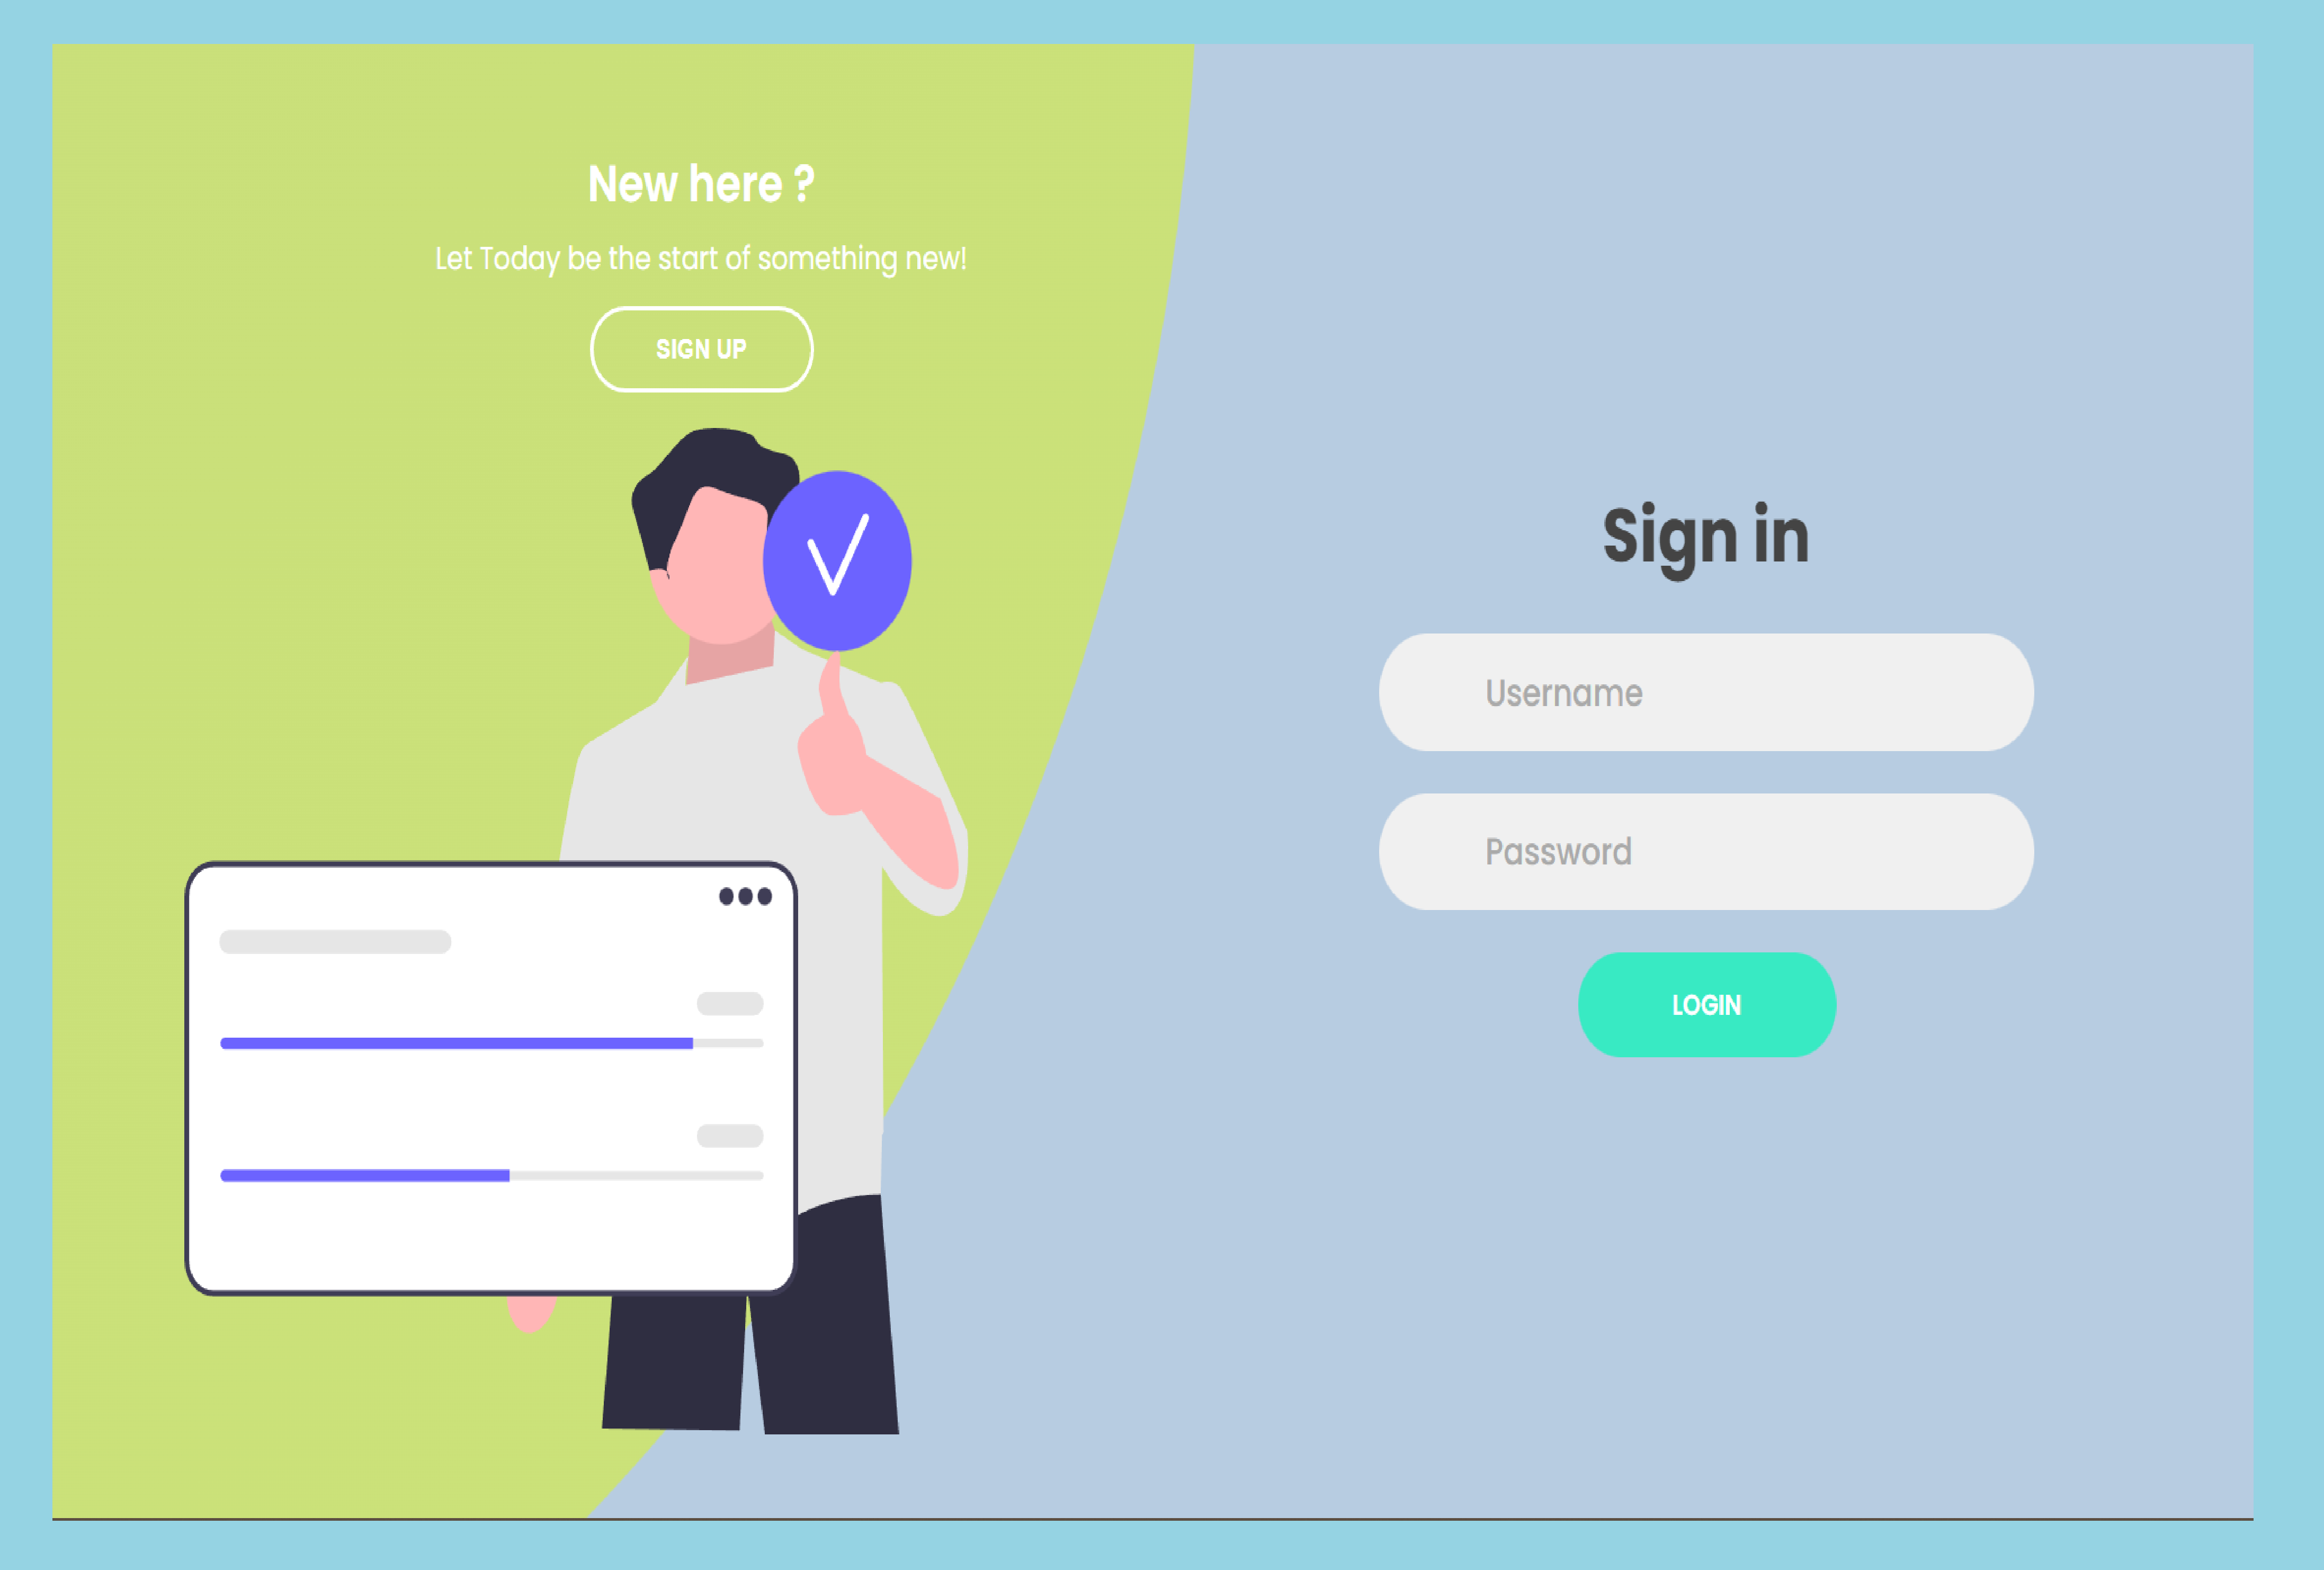 New here ?
Let Today be the start of something new!
SIGN UP
Sign in
Username
Password
LOGIN